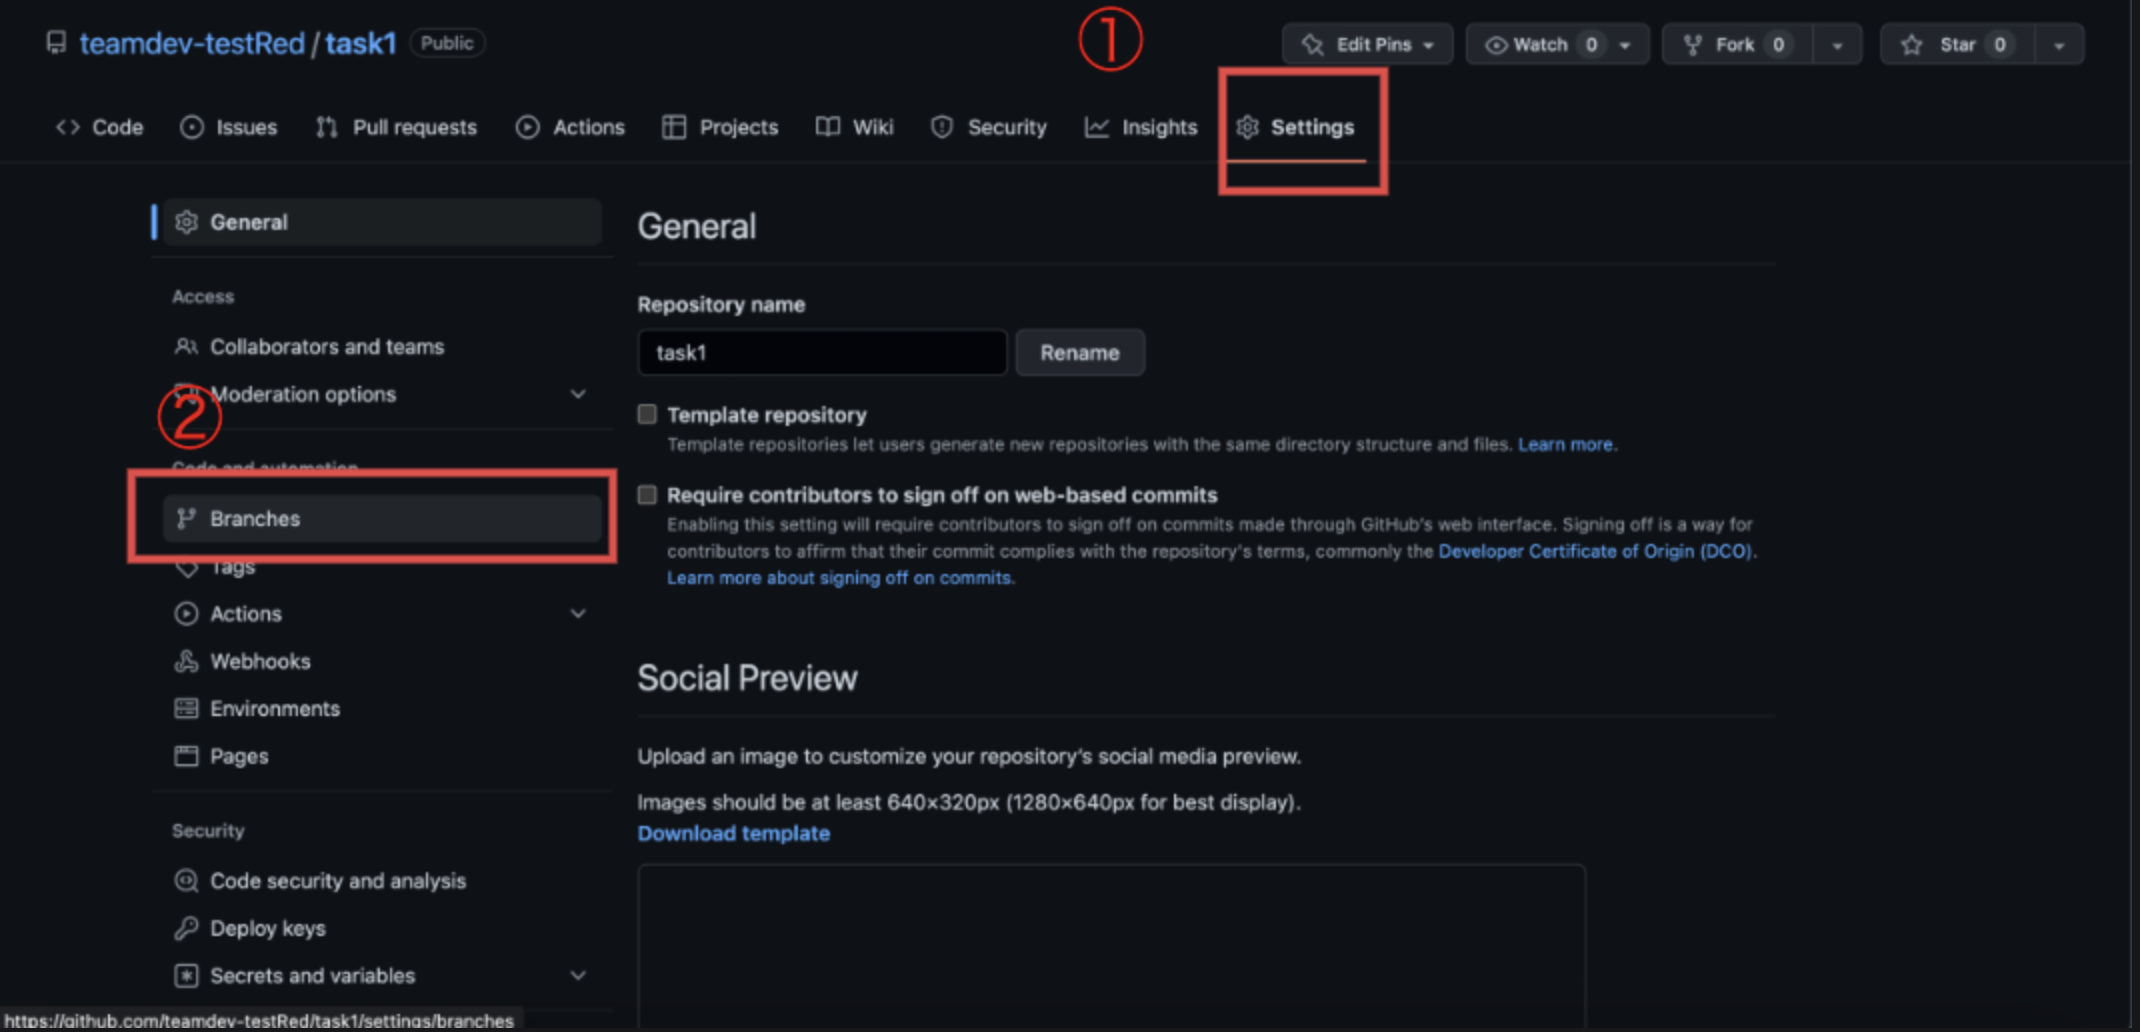 teamdev-testRed / task1 Public
①
Edit Pins Watch 0 Fork 0 Star 0
Code Issues Pull requests Actions Projects Wiki Security Insights Settings
General
Access
Collaborators and teams
Moderation options
②
Code and automation
Branches
Tags
Actions
Webhooks
Environments
Pages
Security
Code security and analysis
Deploy keys
Secrets and variables
General
Repository name
task1 Rename
Template repository
Template repositories let users generate new repositories with the same directory structure and files. Learn more.
Require contributors to sign off on web-based commits
Enabling this setting will require contributors to sign off on commits made through GitHub's web interface. Signing off is a way for
contributors to affirm that their commit complies with the repository's terms, commonly the Developer Certificate of Origin (DCO).
Learn more about signing off on commits.
Social Preview
Upload an image to customize your repository's social media preview.
Images should be at least 640×320px (1280×640px for best display).
Download template
https://github.com/teamdev-testRed/task1/settings/branches